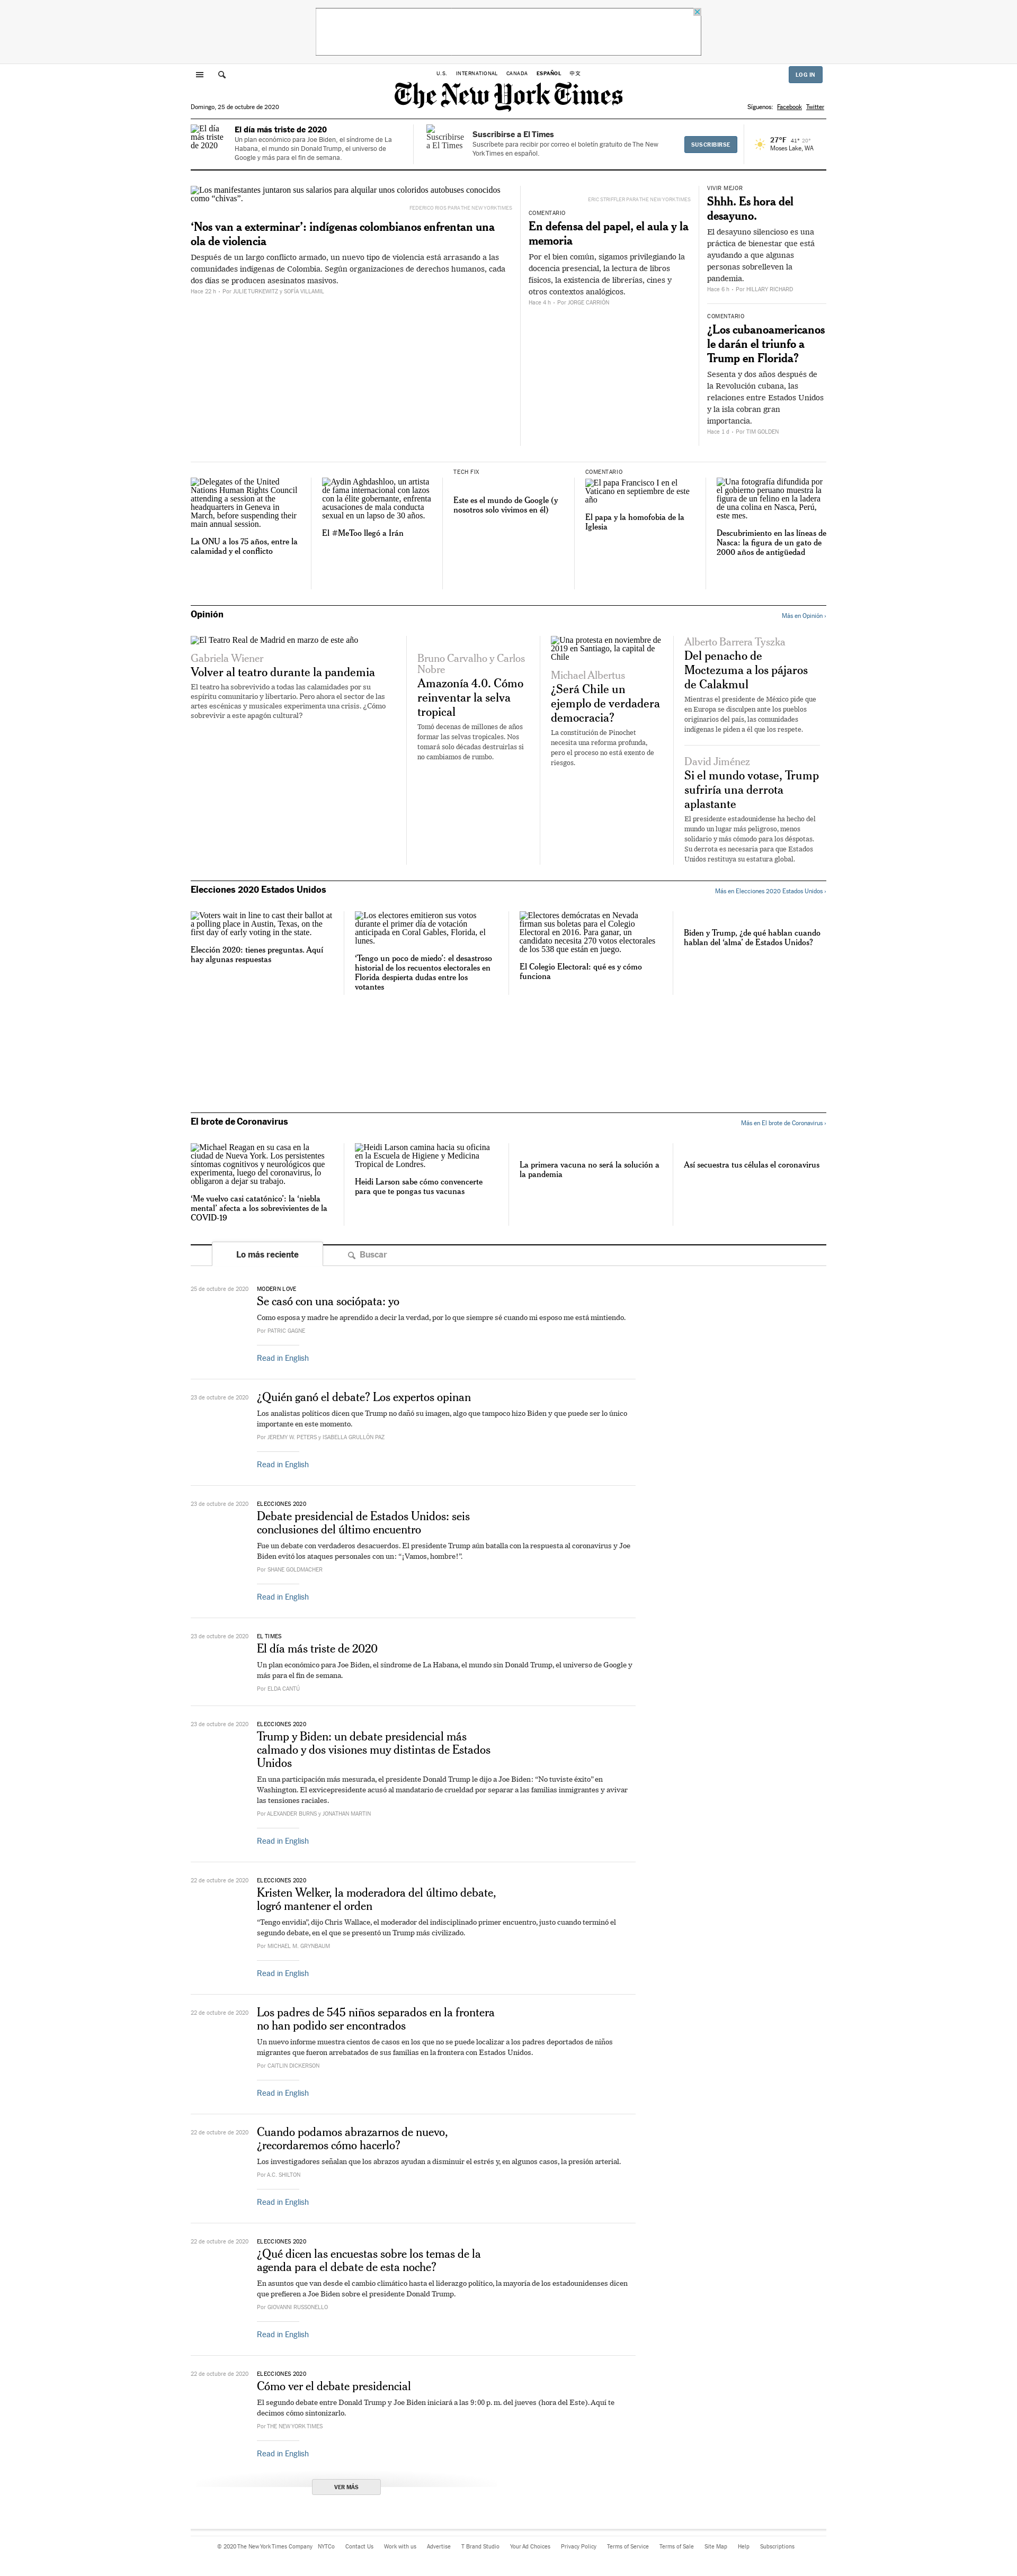 U.S. INTERNATIONAL CANADA ESPAÑOL 中文
LOG IN
The New York Times
Domingo, 25 de octubre de 2020
Síguenos: Facebook Twitter
El día más triste de 2020
El día más triste de 2020
Un plan económico para Joe Biden, el síndrome de La
Habana, el mundo sin Donald Trump, el universo de
Google y más para el fin de semana.
Suscribirse a El Times
Suscribirse a El Times
Suscríbete para recibir por correo el boletín gratuito de The New
York Times en español.
SUSCRIBIRSE
27°F 41° 20°
Moses Lake, WA
Los manifestantes juntaron sus salarios para alquilar unos coloridos autobuses conocidos
como “chivas”.
FEDERICO RIOS PARA THE NEW YORK TIMES
‘Nos van a exterminar’: indígenas colombianos enfrentan una
ola de violencia
Después de un largo conflicto armado, un nuevo tipo de violencia está arrasando a las
comunidades indígenas de Colombia. Según organizaciones de derechos humanos, cada
dos días se producen asesinatos masivos.
Hace 22 h – Por JULIE TURKEWITZ y SOFÍA VILLAMIL
ERIC STRIFFLER PARA THE NEW YORK TIMES
COMENTARIO
En defensa del papel, el aula y la
memoria
Por el bien común, sigamos privilegiando la
docencia presencial, la lectura de libros
físicos, la existencia de librerías, cines y
otros contextos analógicos.
Hace 4 h – Por JORGE CARRIÓN
VIVIR MEJOR
Shhh. Es hora del
desayuno.
El desayuno silencioso es una
práctica de bienestar que está
ayudando a que algunas
personas sobrelleven la
pandemia.
Hace 6 h – Por HILLARY RICHARD
COMENTARIO
¿Los cubanoamericanos
le darán el triunfo a
Trump en Florida?
Sesenta y dos años después de
la Revolución cubana, las
relaciones entre Estados Unidos
y la isla cobran gran
importancia.
Hace 1 d – Por TIM GOLDEN
Delegates of the United
Nations Human Rights Council
attending a session at the
headquarters in Geneva in
March, before suspending their
main annual session.
La ONU a los 75 años, entre la
calamidad y el conflicto
Aydin Aghdashloo, un artista
de fama internacional con lazos
con la élite gobernante, enfrenta
acusaciones de mala conducta
sexual en un lapso de 30 años.
El #MeToo llegó a Irán
TECH FIX
Este es el mundo de Google (y
nosotros solo vivimos en él)
COMENTARIO
El papa Francisco I en el
Vaticano en septiembre de este
año
El papa y la homofobia de la
Iglesia
Una fotografía difundida por
el gobierno peruano muestra la
figura de un felino en la ladera
de una colina en Nasca, Perú,
este mes.
Descubrimiento en las líneas de
Nasca: la figura de un gato de
2000 años de antigüedad
Opinión
Más en Opinión ›
El Teatro Real de Madrid en marzo de este año
Gabriela Wiener
Volver al teatro durante la pandemia
El teatro ha sobrevivido a todas las calamidades por su
espíritu comunitario y libertario. Pero ahora el sector de las
artes escénicas y musicales experimenta una crisis. ¿Cómo
sobrevivir a este apagón cultural?
Bruno Carvalho y Carlos
Nobre
Amazonía 4.0. Cómo
reinventar la selva
tropical
Tomó decenas de millones de años
formar las selvas tropicales. Nos
tomará solo décadas destruirlas si
no cambiamos de rumbo.
Una protesta en noviembre de
2019 en Santiago, la capital de
Chile
Michael Albertus
¿Será Chile un
ejemplo de verdadera
democracia?
La constitución de Pinochet
necesita una reforma profunda,
pero el proceso no está exento de
riesgos.
Alberto Barrera Tyszka
Del penacho de
Moctezuma a los pájaros
de Calakmul
Mientras el presidente de México pide que
en Europa se disculpen ante los pueblos
originarios del país, las comunidades
indígenas le piden a él que los respete.
David Jiménez
Si el mundo votase, Trump
sufriría una derrota
aplastante
El presidente estadounidense ha hecho del
mundo un lugar más peligroso, menos
solidario y más cómodo para los déspotas.
Su derrota es necesaria para que Estados
Unidos restituya su estatura global.
Elecciones 2020 Estados Unidos
Más en Elecciones 2020 Estados Unidos ›
Voters wait in line to cast their ballot at
a polling place in Austin, Texas, on the
first day of early voting in the state.
Elección 2020: tienes preguntas. Aquí
hay algunas respuestas
Los electores emitieron sus votos
durante el primer día de votación
anticipada en Coral Gables, Florida, el
lunes.
‘Tengo un poco de miedo’: el desastroso
historial de los recuentos electorales en
Florida despierta dudas entre los
votantes
Electores demócratas en Nevada
firman sus boletas para el Colegio
Electoral en 2016. Para ganar, un
candidato necesita 270 votos electorales
de los 538 que están en juego.
El Colegio Electoral: qué es y cómo
funciona
Biden y Trump, ¿de qué hablan cuando
hablan del ‘alma’ de Estados Unidos?
El brote de Coronavirus
Más en El brote de Coronavirus ›
Michael Reagan en su casa en la
ciudad de Nueva York. Los persistentes
síntomas cognitivos y neurológicos que
experimenta, luego del coronavirus, lo
obligaron a dejar su trabajo.
‘Me vuelvo casi catatónico’: la ‘niebla
mental’ afecta a los sobrevivientes de la
COVID-19
Heidi Larson camina hacia su oficina
en la Escuela de Higiene y Medicina
Tropical de Londres.
Heidi Larson sabe cómo convencerte
para que te pongas tus vacunas
La primera vacuna no será la solución a
la pandemia
Así secuestra tus células el coronavirus
Lo más reciente
Buscar
25 de octubre de 2020
MODERN LOVE
Se casó con una sociópata: yo
Como esposa y madre he aprendido a decir la verdad, por lo que siempre sé cuando mi esposo me está mintiendo.
Por PATRIC GAGNE
Read in English
23 de octubre de 2020
¿Quién ganó el debate? Los expertos opinan
Los analistas políticos dicen que Trump no dañó su imagen, algo que tampoco hizo Biden y que puede ser lo único
importante en este momento.
Por JEREMY W. PETERS y ISABELLA GRULLÓN PAZ
Read in English
23 de octubre de 2020
ELECCIONES 2020
Debate presidencial de Estados Unidos: seis
conclusiones del último encuentro
Fue un debate con verdaderos desacuerdos. El presidente Trump aún batalla con la respuesta al coronavirus y Joe
Biden evitó los ataques personales con un: “¡Vamos, hombre!”.
Por SHANE GOLDMACHER
Read in English
23 de octubre de 2020
EL TIMES
El día más triste de 2020
Un plan económico para Joe Biden, el síndrome de La Habana, el mundo sin Donald Trump, el universo de Google y
más para el fin de semana.
Por ELDA CANTÚ
23 de octubre de 2020
ELECCIONES 2020
Trump y Biden: un debate presidencial más
calmado y dos visiones muy distintas de Estados
Unidos
En una participación más mesurada, el presidente Donald Trump le dijo a Joe Biden: “No tuviste éxito” en
Washington. El exvicepresidente acusó al mandatario de crueldad por separar a las familias inmigrantes y avivar
las tensiones raciales.
Por ALEXANDER BURNS y JONATHAN MARTIN
Read in English
22 de octubre de 2020
ELECCIONES 2020
Kristen Welker, la moderadora del último debate,
logró mantener el orden
“Tengo envidia”, dijo Chris Wallace, el moderador del indisciplinado primer encuentro, justo cuando terminó el
segundo debate, en el que se presentó un Trump más civilizado.
Por MICHAEL M. GRYNBAUM
Read in English
22 de octubre de 2020
Los padres de 545 niños separados en la frontera
no han podido ser encontrados
Un nuevo informe muestra cientos de casos en los que no se puede localizar a los padres deportados de niños
migrantes que fueron arrebatados de sus familias en la frontera con Estados Unidos.
Por CAITLIN DICKERSON
Read in English
22 de octubre de 2020
Cuando podamos abrazarnos de nuevo,
¿recordaremos cómo hacerlo?
Los investigadores señalan que los abrazos ayudan a disminuir el estrés y, en algunos casos, la presión arterial.
Por A.C. SHILTON
Read in English
22 de octubre de 2020
ELECCIONES 2020
¿Qué dicen las encuestas sobre los temas de la
agenda para el debate de esta noche?
En asuntos que van desde el cambio climático hasta el liderazgo político, la mayoría de los estadounidenses dicen
que prefieren a Joe Biden sobre el presidente Donald Trump.
Por GIOVANNI RUSSONELLO
Read in English
22 de octubre de 2020
ELECCIONES 2020
Cómo ver el debate presidencial
El segundo debate entre Donald Trump y Joe Biden iniciará a las 9:00 p. m. del jueves (hora del Este). Aquí te
decimos cómo sintonizarlo.
Por THE NEW YORK TIMES
Read in English
VER MÁS
© 2020 The New York Times Company NYTCo Contact Us Work with us Advertise T Brand Studio Your Ad Choices Privacy Policy Terms of Service Terms of Sale Site Map Help Subscriptions